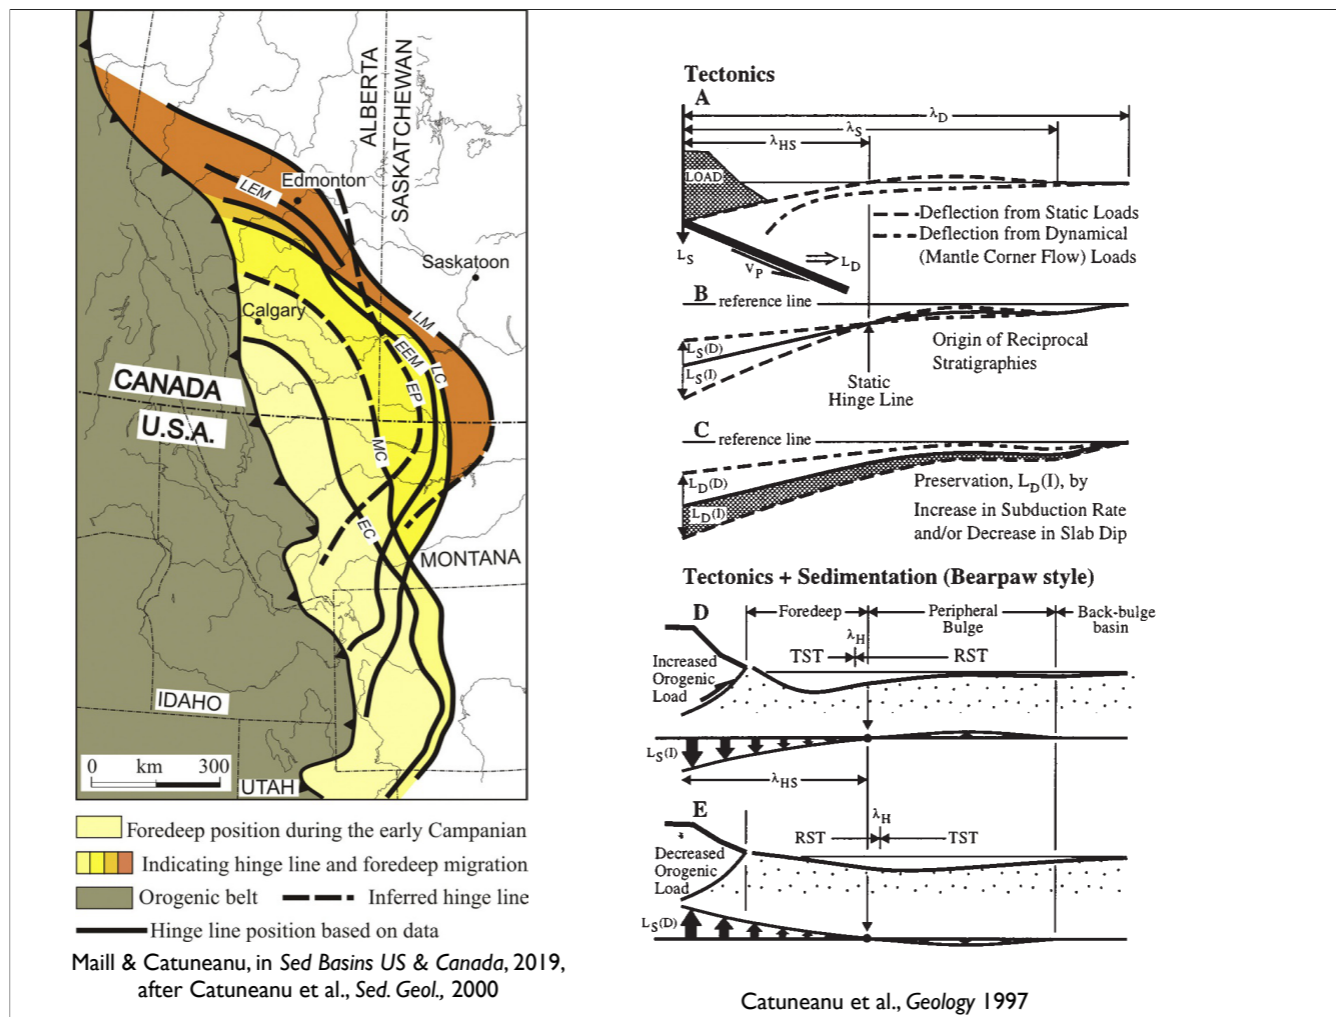 ALBERTA
SASKATCHEWAN
LEM
Edmonton
Saskatoon
Calgary
LM
EEM
LC
EP
CANADA
U.S.A.
MC
EC
MONTANA
IDAHO
0 km 300
UTAH
Foredeep position during the early Campanian
Indicating hinge line and foredeep migration
Orogenic belt
Inferred hinge line
Hinge line position based on data
Maill & Catuneanu, in Sed Basins US & Canada, 2019,
after Catuneanu et al., Sed. Geol., 2000
Tectonics
A
λD
λS
λHS
LOAD
Deflection from Static Loads
Deflection from Dynamical
(Mantle Corner Flow) Loads
LS
VP
LD
B
reference line
LS(D)
LS(I)
Origin of Reciprocal
Stratigraphies
Static
Hinge Line
C
reference line
LD(D)
LD(I)
Preservation, LD(I), by
Increase in Subduction Rate
and/or Decrease in Slab Dip
Tectonics + Sedimentation (Bearpaw style)
D
Foredeep
Peripheral
Bulge
Back-bulge
basin
λH
TST
RST
Increased
Orogenic
Load
LS(I)
λHS
E
λH
RST
TST
Decreased
Orogenic
Load
LS(D)
Catuneanu et al., Geology 1997